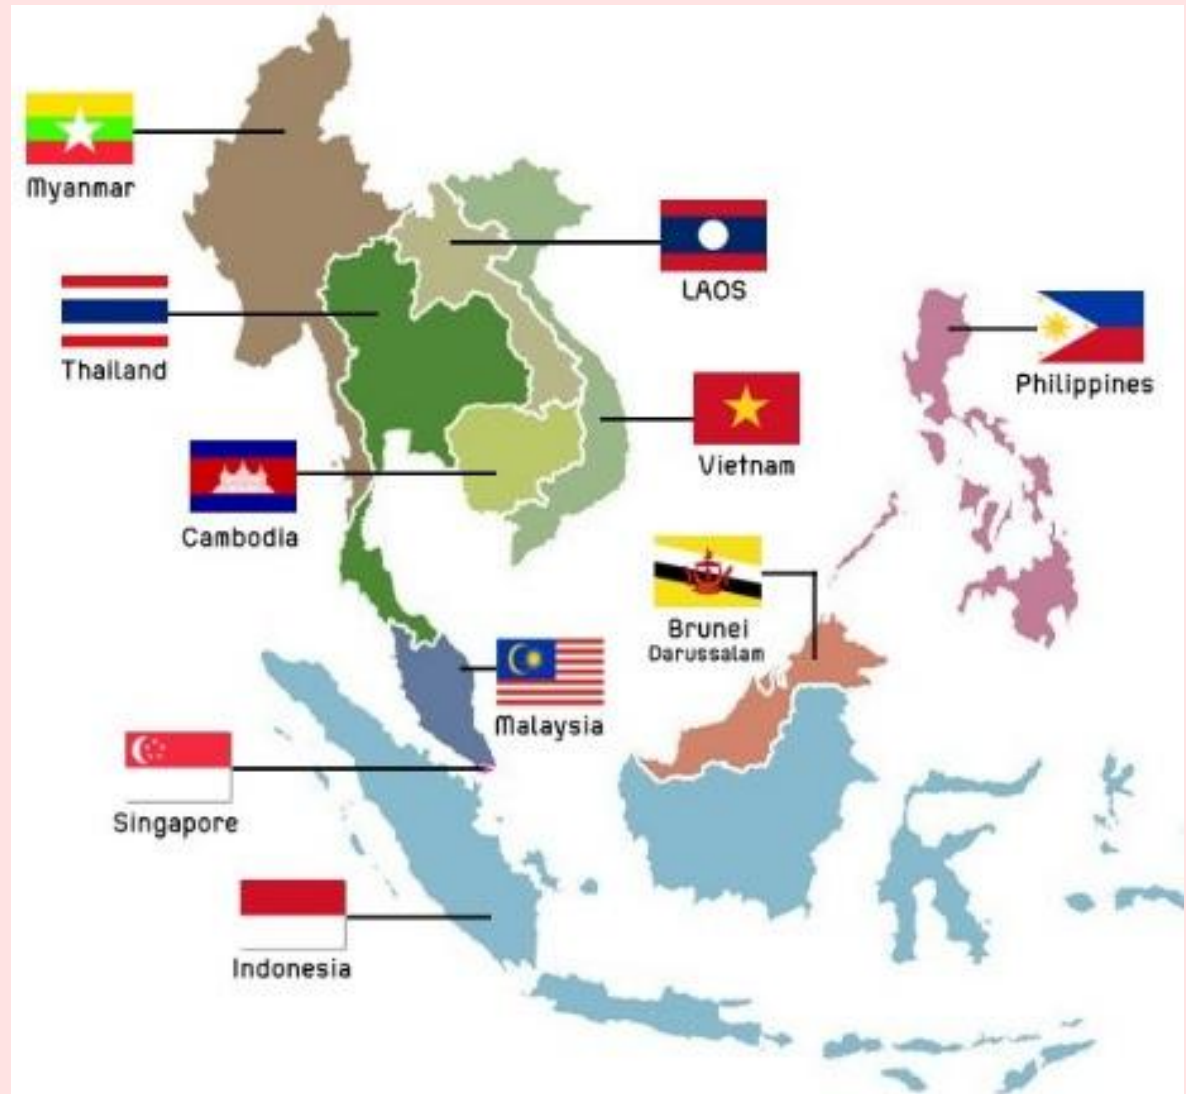 Myanmar
LAOS
Thailand
Philippines
Vietnam
Cambodia
Brunei
Darussalam
Malaysia
Singapore
Indonesia